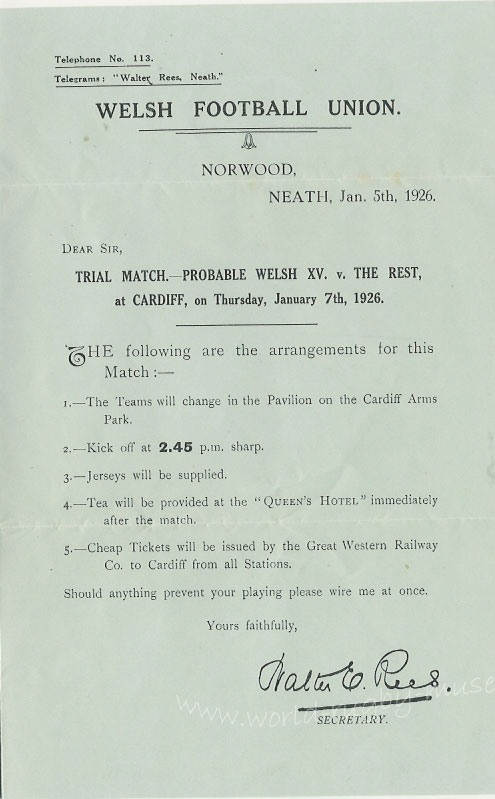 Telephone No. 113.
Telegrams: "Walter Rees, Neath."
WELSH FOOTBALL UNION.
NORWOOD,
NEATH, Jan. 5th, 1926.
DEAR SIR,
TRIAL MATCH.—PROBABLE WELSH XV. v. THE REST,
at CARDIFF, on Thursday, January 7th, 1926.
THE following are the arrangements for this
Match :—
1.—The Teams will change in the Pavilion on the Cardiff Arms
Park.
2.—Kick off at 2.45 p.m. sharp.
3.—Jerseys will be supplied.
4.—Tea will be provided at the "QUEEN'S HOTEL" immediately
after the match.
5.—Cheap Tickets will be issued by the Great Western Railway
Co. to Cardiff from all Stations.
Should anything prevent your playing please wire me at once.
Yours faithfully,
Walter E. Rees.
SECRETARY.